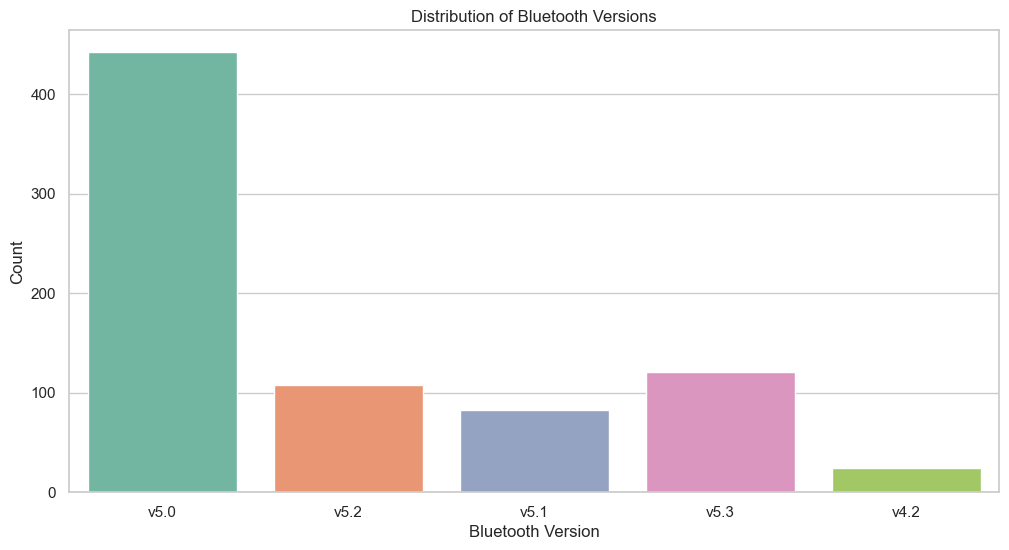 Distribution of Bluetooth Versions
Count
400
300
200
100
0
v5.0 v5.2 v5.1 v5.3 v4.2
Bluetooth Version